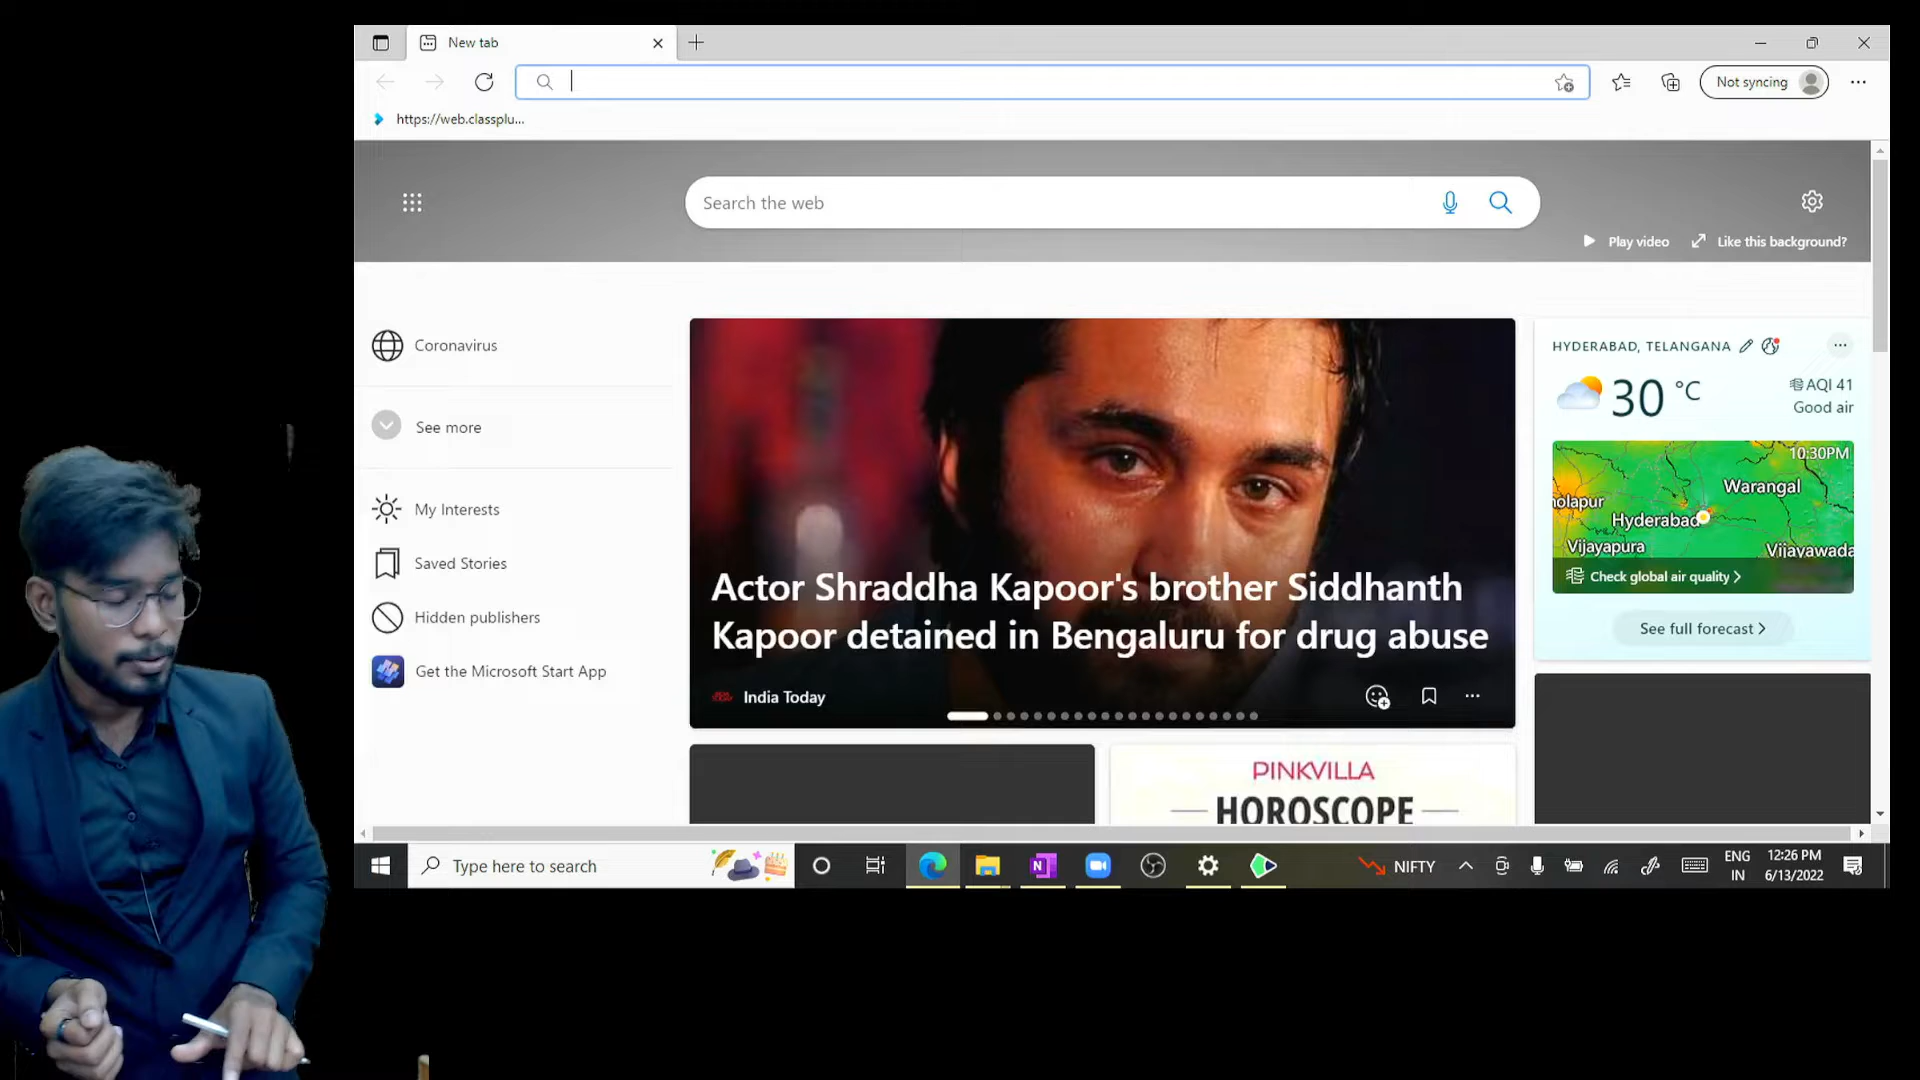 New tab
Not syncing
https://web.classplu...
Search the web
Play video
Like this background?
Coronavirus
See more
My Interests
Saved Stories
Hidden publishers
Get the Microsoft Start App
Actor Shraddha Kapoor's brother Siddhanth
Kapoor detained in Bengaluru for drug abuse
India Today
HYDERABAD, TELANGANA
30 °C
AQI 41
Good air
10:30PM
Warangal
holapur
Hyderabad
Vijayapura
Vijayawada
Check global air quality
See full forecast
PINKVILLA
HOROSCOPE
Type here to search
NIFTY
ENG
IN
12:26 PM
6/13/2022